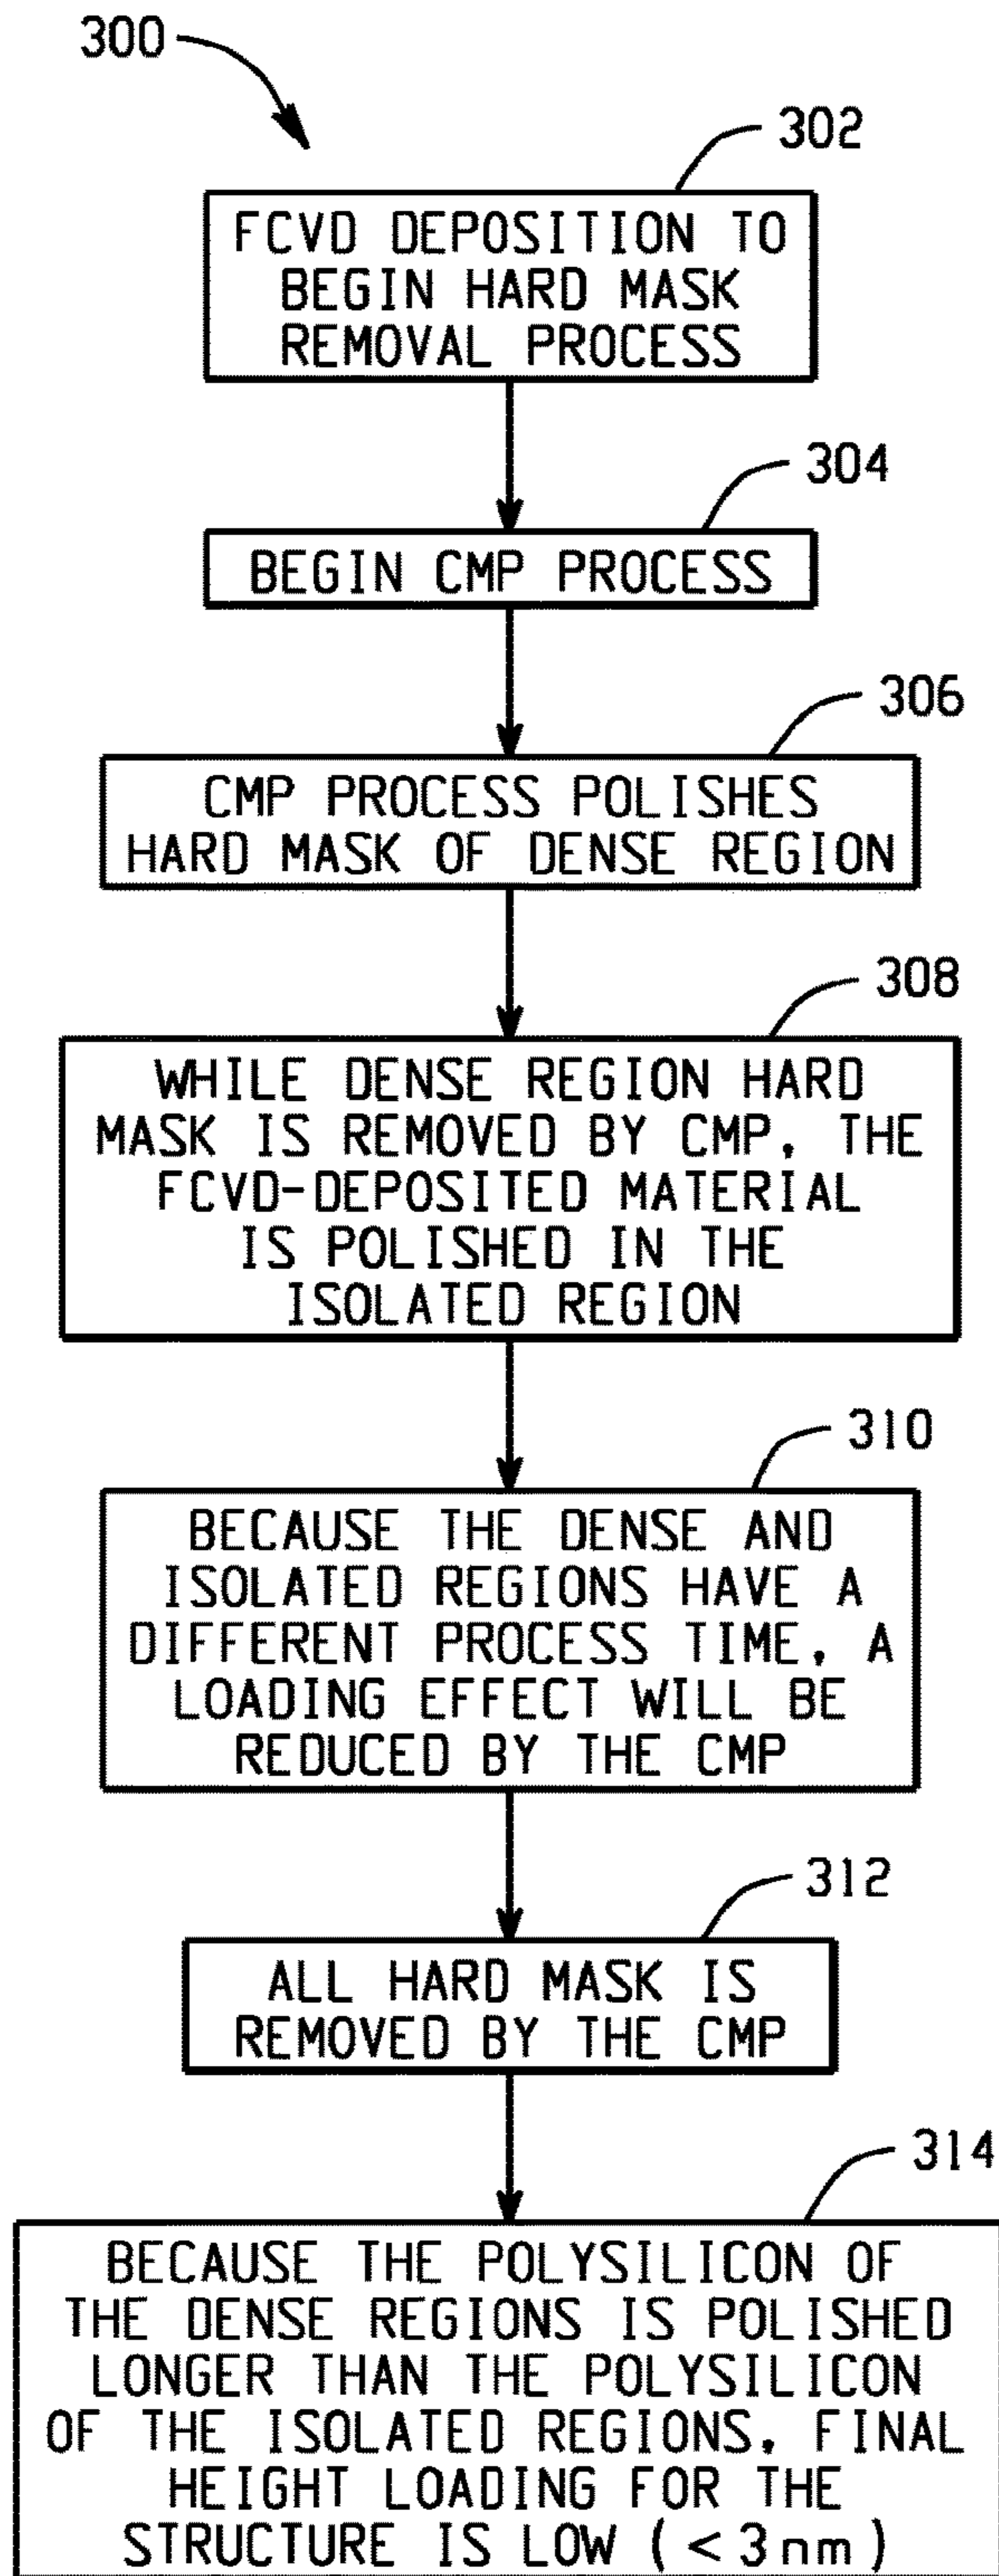 300
302
FCVD DEPOSITION TO
BEGIN HARD MASK
REMOVAL PROCESS
304
BEGIN CMP PROCESS
306
CMP PROCESS POLISHES
HARD MASK OF DENSE REGION
308
WHILE DENSE REGION HARD
MASK IS REMOVED BY CMP, THE
FCVD-DEPOSITED MATERIAL
IS POLISHED IN THE
ISOLATED REGION
310
BECAUSE THE DENSE AND
ISOLATED REGIONS HAVE A
DIFFERENT PROCESS TIME, A
LOADING EFFECT WILL BE
REDUCED BY THE CMP
312
ALL HARD MASK IS
REMOVED BY THE CMP
314
BECAUSE THE POLYSILICON OF
THE DENSE REGIONS IS POLISHED
LONGER THAN THE POLYSILICON
OF THE ISOLATED REGIONS, FINAL
HEIGHT LOADING FOR THE
STRUCTURE IS LOW (<3nm)